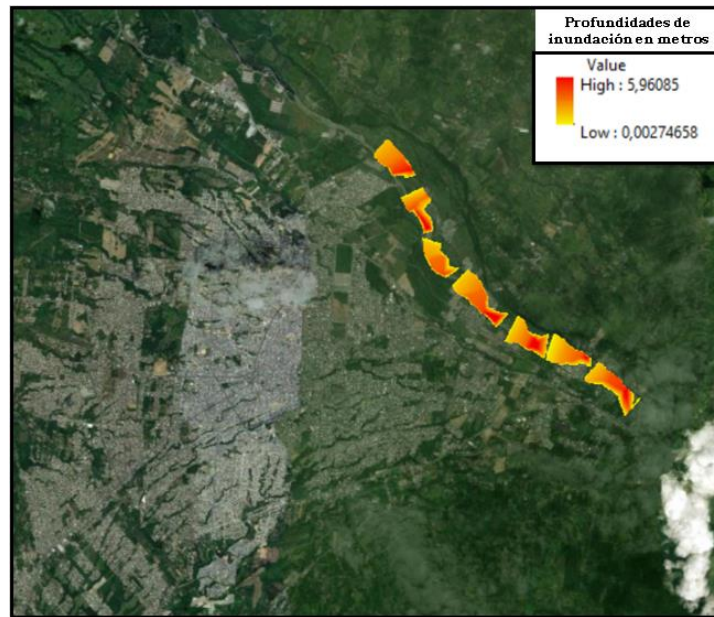 Profundidades de
inundación en metros
Value
High : 5,96085
Low : 0,00274658